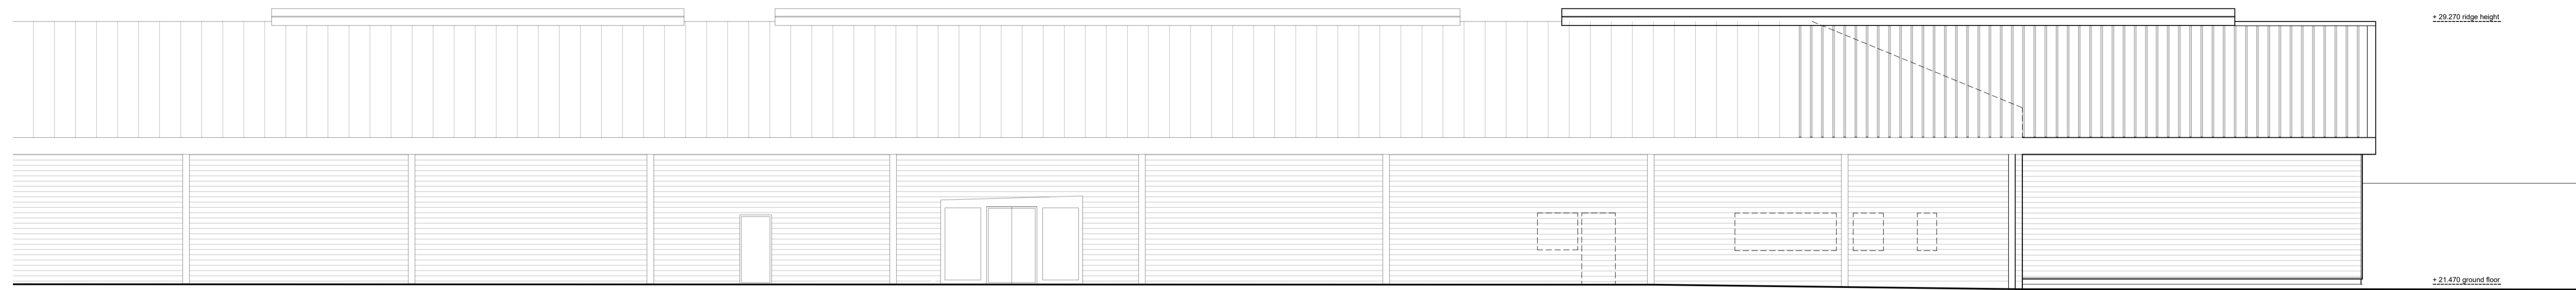 + 29.270 ridge height
+ 21.470 ground floor